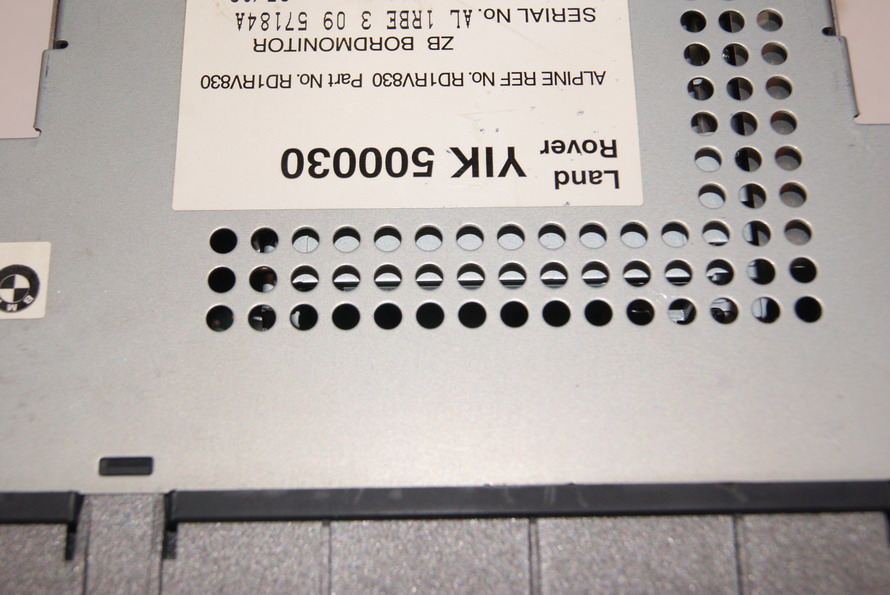 Land Rover YIK 500030
ALPINE REF No. RD1RV830 Part No. RD1RV830
ZB BORDMONITOR
SERIAL No. AL 1RBE 3 09 57184A
BMW